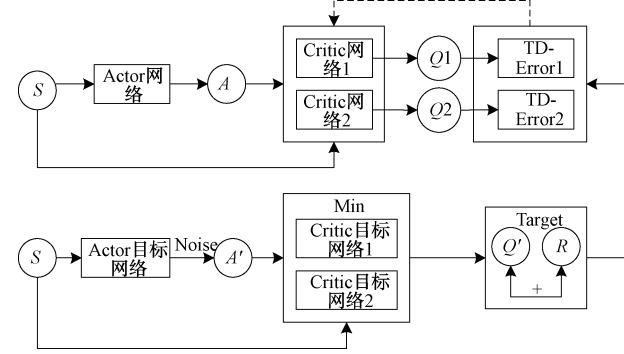 S
Actor网
络
A
Critic网
络1
Critic网
络2
Q1
Q2
TD-
Error1
TD-
Error2
S
Actor目标
网络
Noise
A'
Min
Critic目标
网络1
Critic目标
网络2
Target
Q'
R
+